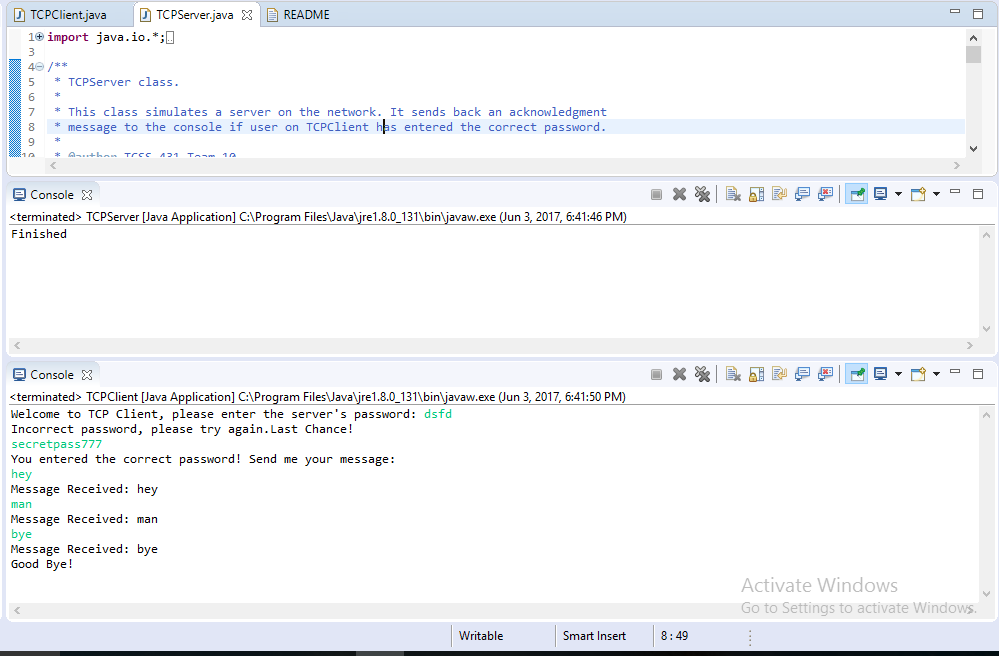 TCPClient.java TCPServer.java README
1 import java.io.*;
3
4 /**
5 * TCPServer class.
6 *
7 * This class simulates a server on the network. It sends back an acknowledgment
8 * message to the console if user on TCPClient has entered the correct password.
9 *
10 * @author TCSS 431 Team 10
Console
<terminated> TCPServer [Java Application] C:\Program Files\Java\jre1.8.0_131\bin\javaw.exe (Jun 3, 2017, 6:41:46 PM)
Finished
Console
<terminated> TCPClient [Java Application] C:\Program Files\Java\jre1.8.0_131\bin\javaw.exe (Jun 3, 2017, 6:41:50 PM)
Welcome to TCP Client, please enter the server's password: dsfd
Incorrect password, please try again.Last Chance!
secretpass777
You entered the correct password! Send me your message:
hey
Message Received: hey
man
Message Received: man
bye
Message Received: bye
Good Bye!
Activate Windows
Go to Settings to activate Windows.
Writable Smart Insert 8 : 49